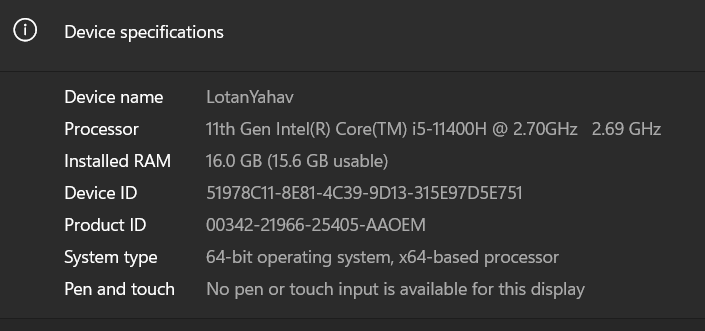 Device specifications
Device name LotanYahav
Processor 11th Gen Intel(R) Core(TM) i5-11400H @ 2.70GHz 2.69 GHz
Installed RAM 16.0 GB (15.6 GB usable)
Device ID 51978C11-8E81-4C39-9D13-315E97D5E751
Product ID 00342-21966-25405-AAOEM
System type 64-bit operating system, x64-based processor
Pen and touch No pen or touch input is available for this display